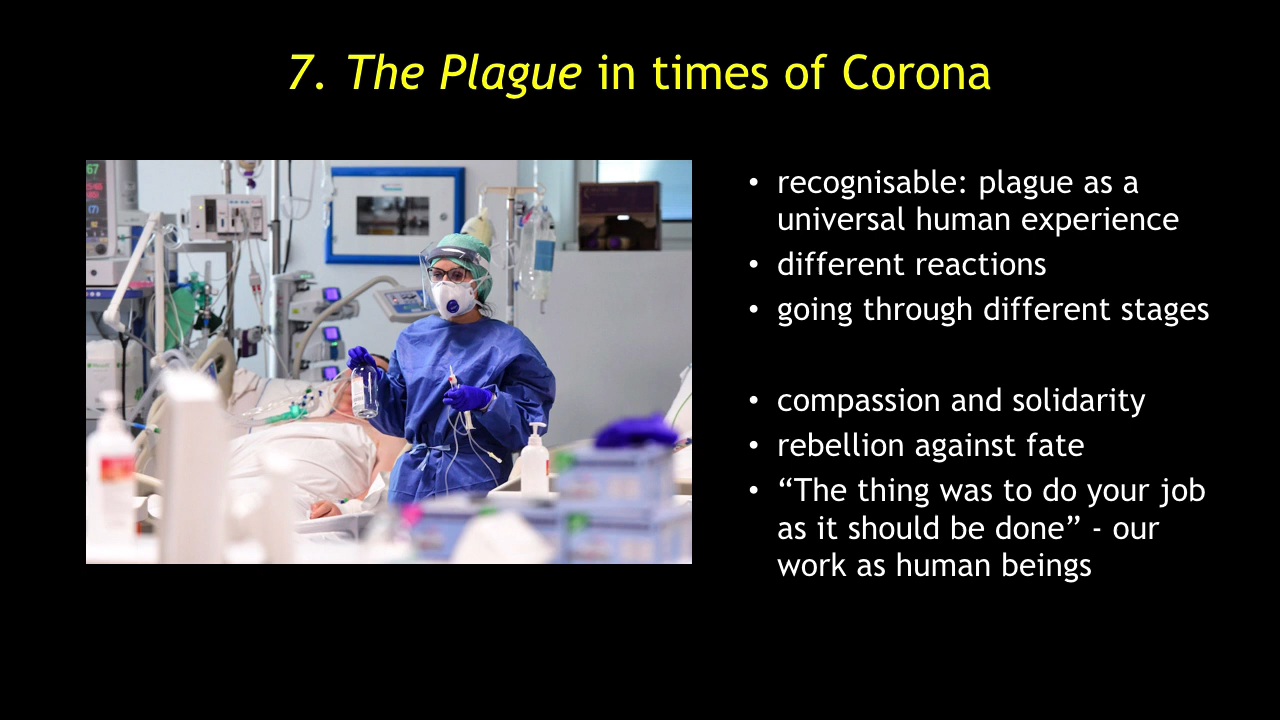 7. The Plague in times of Corona
• recognisable: plague as a
universal human experience
• different reactions
• going through different stages
• compassion and solidarity
• rebellion against fate
• “The thing was to do your job
as it should be done” - our
work as human beings
67